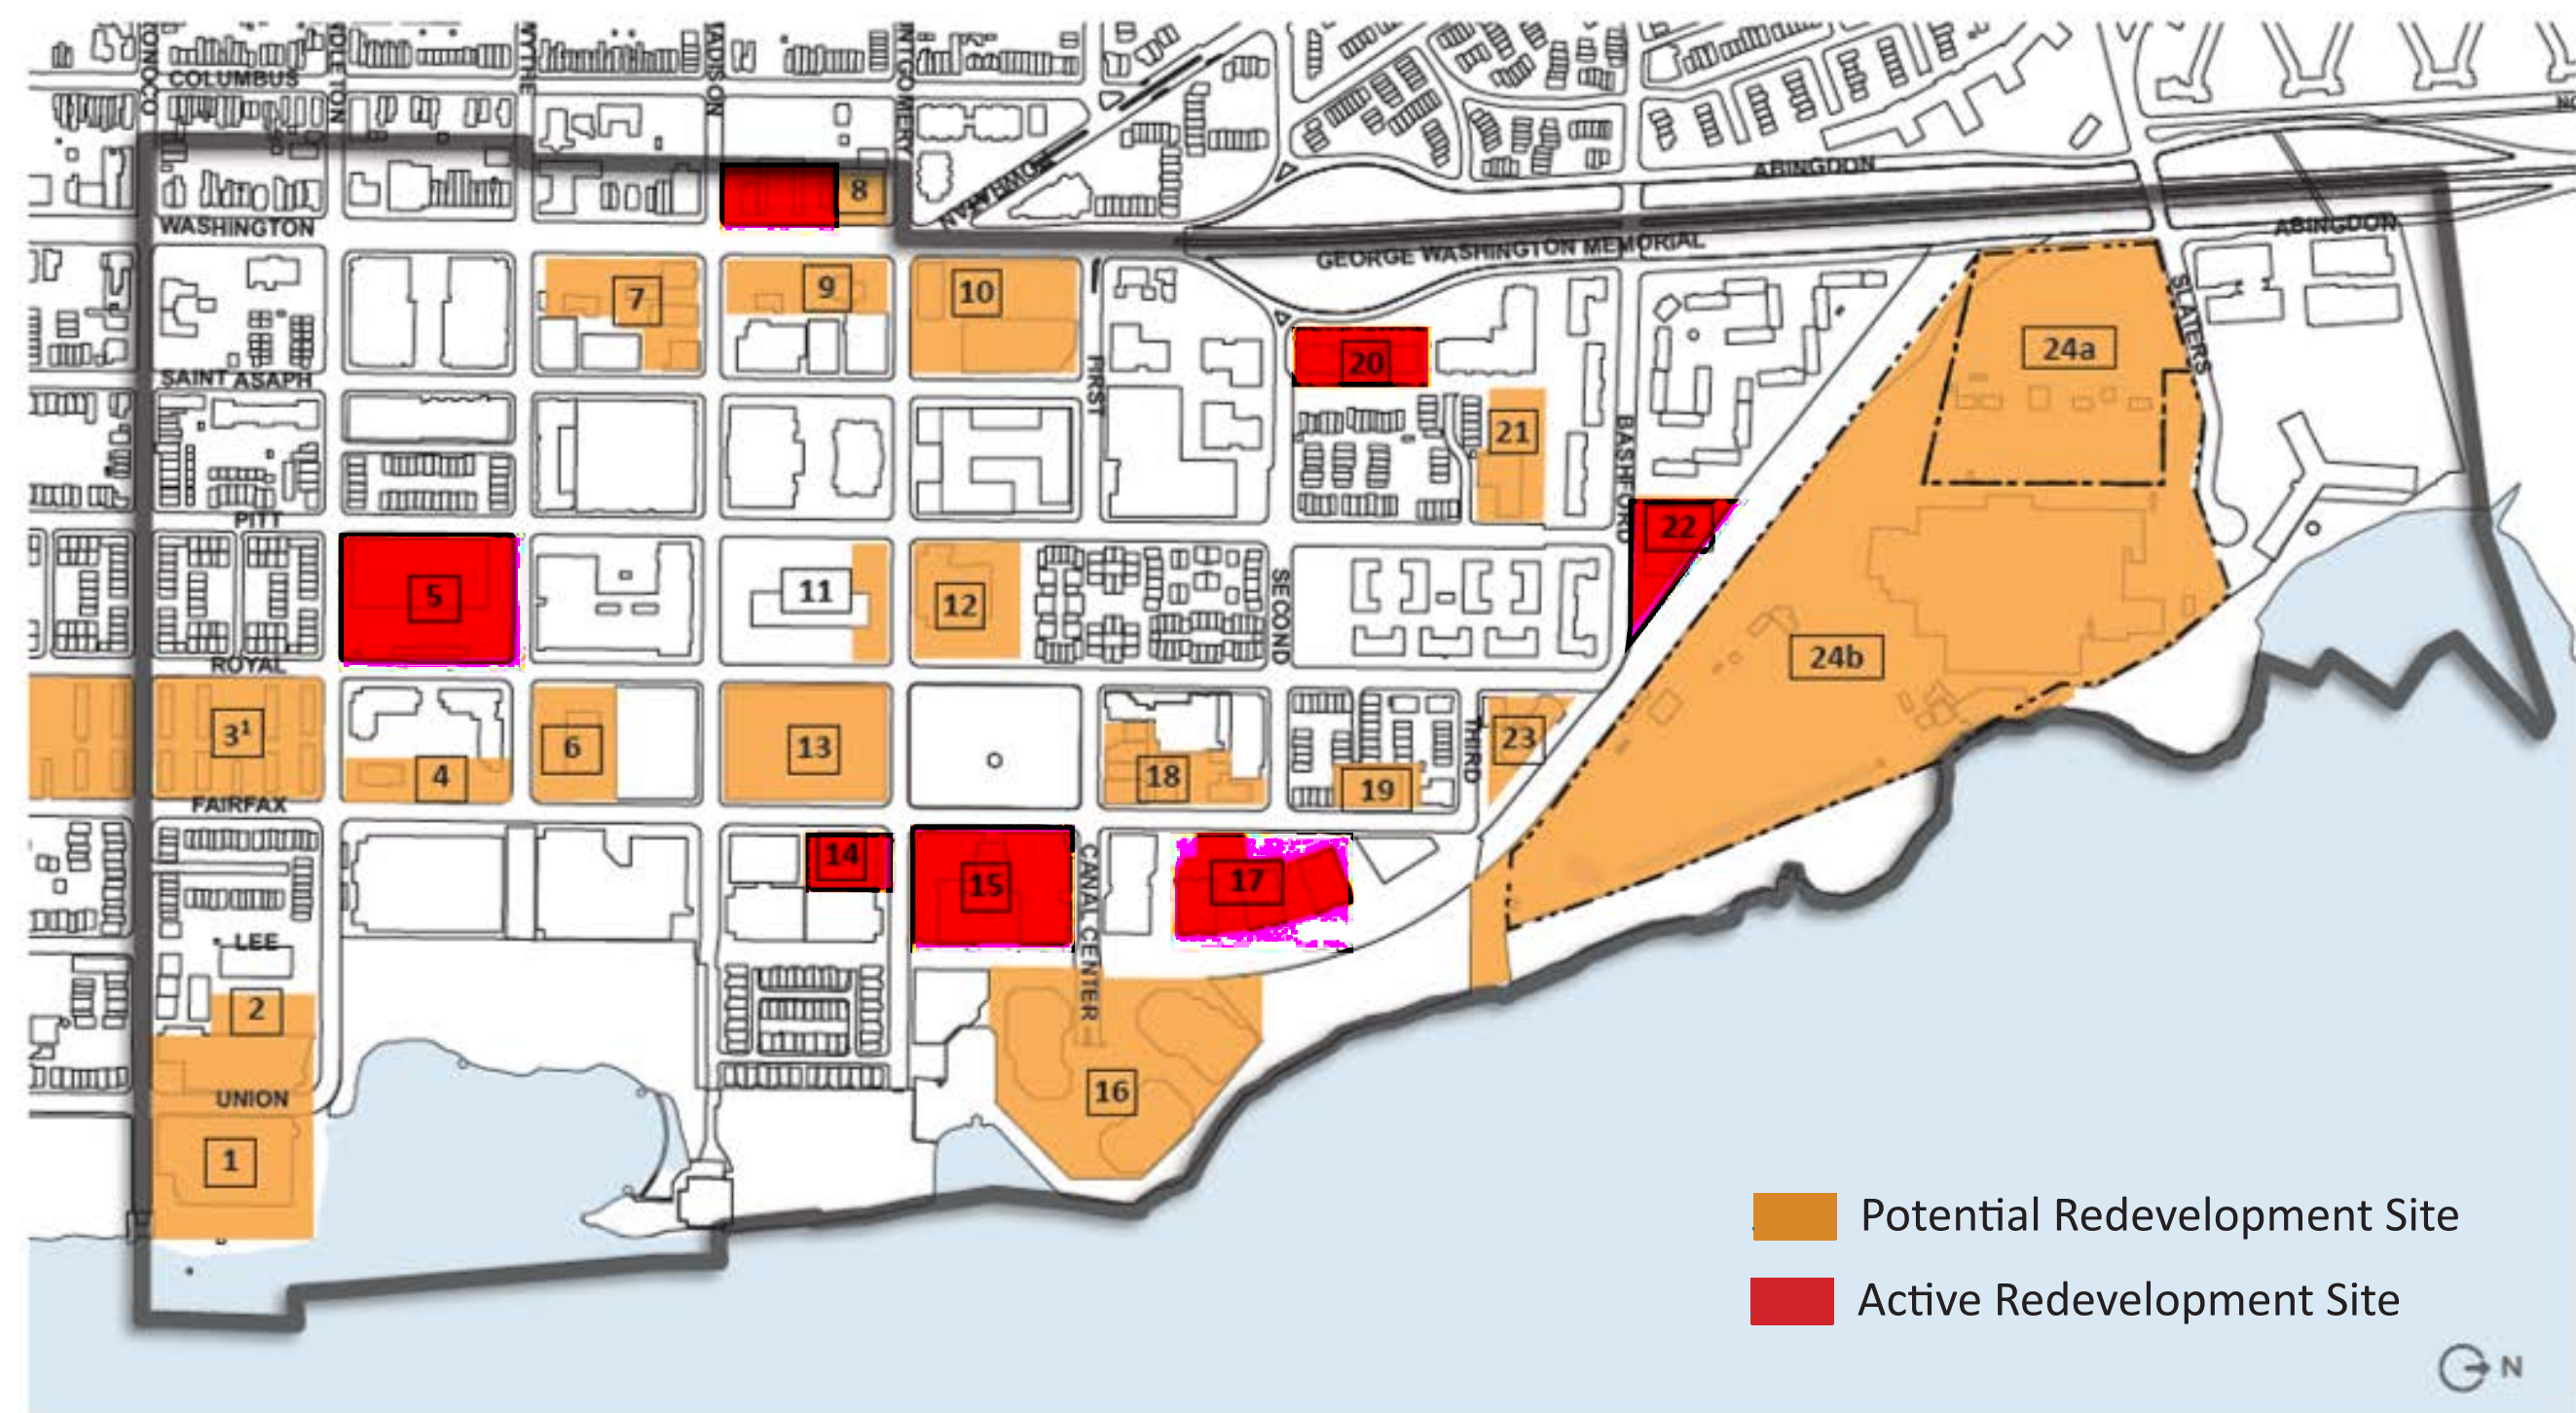 COLUMBUS
ABINGDON
8
WASHINGTON
ABINGDON
GEORGE WASHINGTON MEMORIAL
7
9
10
SLATERS
24a
20
SAINT ASAPH
FIRST
21
BASHFORD
PITT
22
5
11
12
SECOND
24b
ROYAL
3¹
4
6
13
18
19
THIRD
23
FAIRFAX
14
15
CANAL CENTER
17
LEE
2
16
UNION
1
Potential Redevelopment Site
Active Redevelopment Site
N